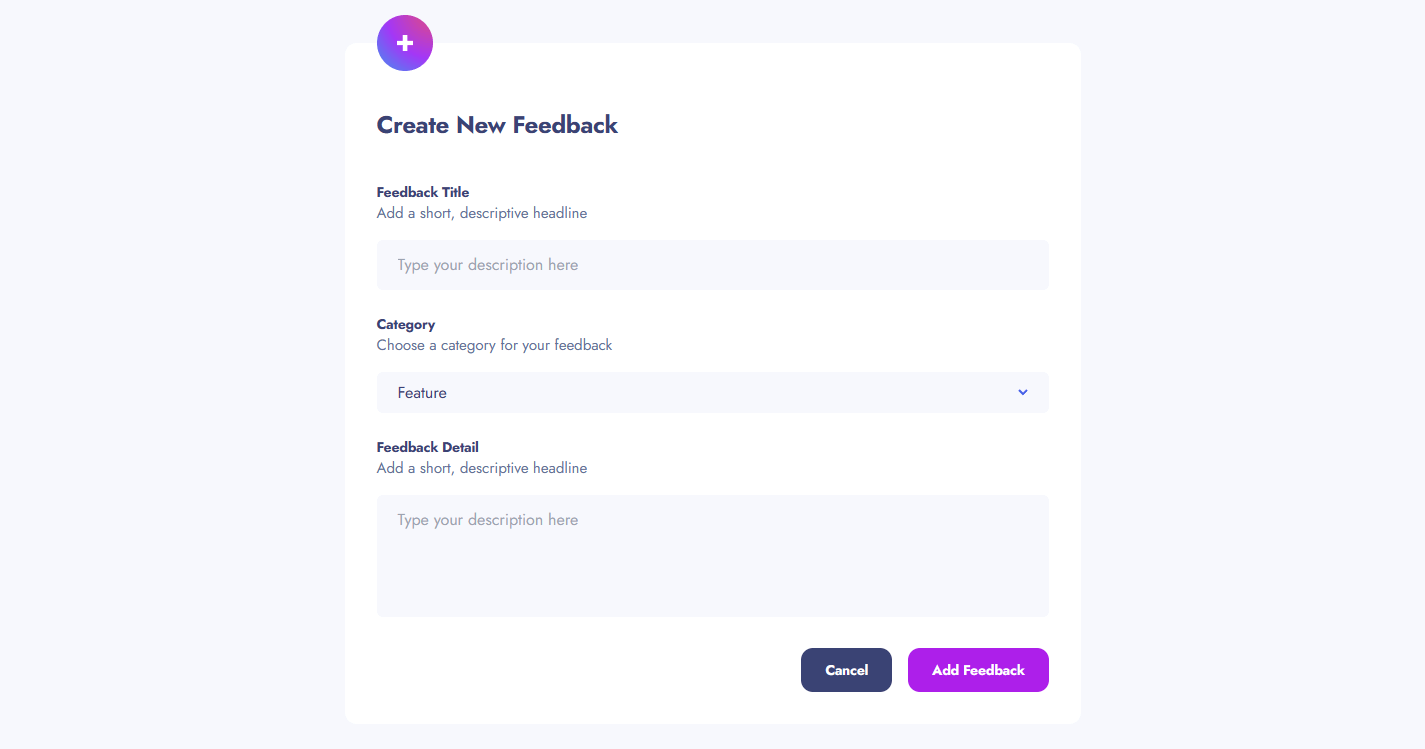 Create New Feedback
Feedback Title
Add a short, descriptive headline
Type your description here
Category
Choose a category for your feedback
Feature
Feedback Detail
Add a short, descriptive headline
Type your description here
Cancel
Add Feedback